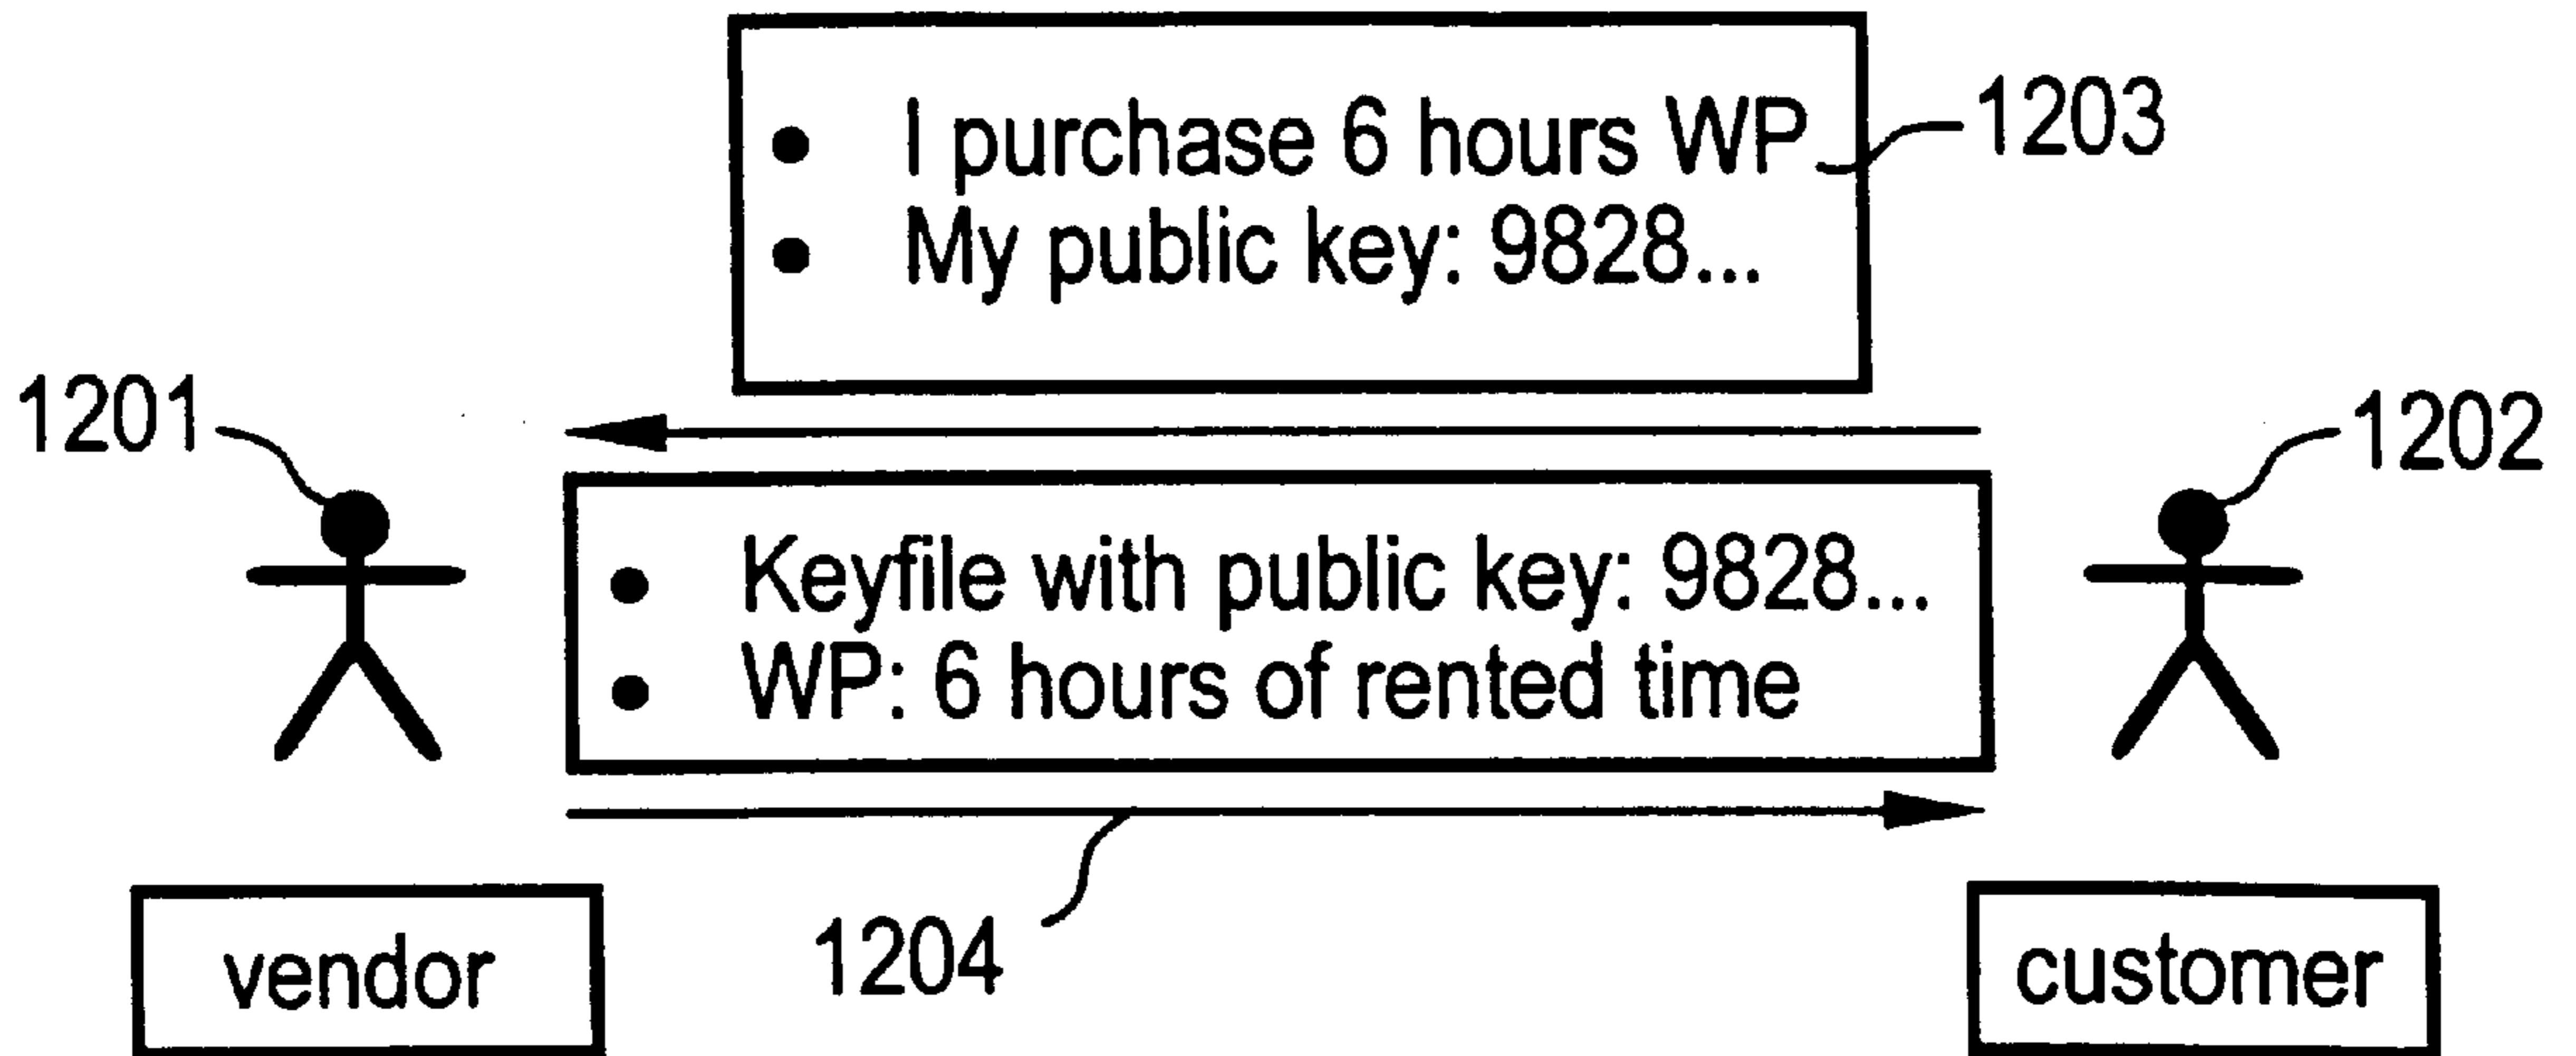 • I purchase 6 hours WP
1203
• My public key: 9828...
1201
1202
• Keyfile with public key: 9828...
• WP: 6 hours of rented time
1204
vendor
customer